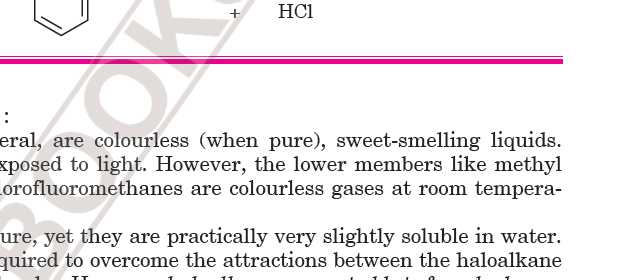 + HCl
:
eral, are colourless (when pure), sweet-smelling liquids.
xposed to light. However, the lower members like methyl
lorofluoromethanes are colourless gases at room tempera-
ure, yet they are practically very slightly soluble in water.
quired to overcome the attractions between the haloalkane
BOOK